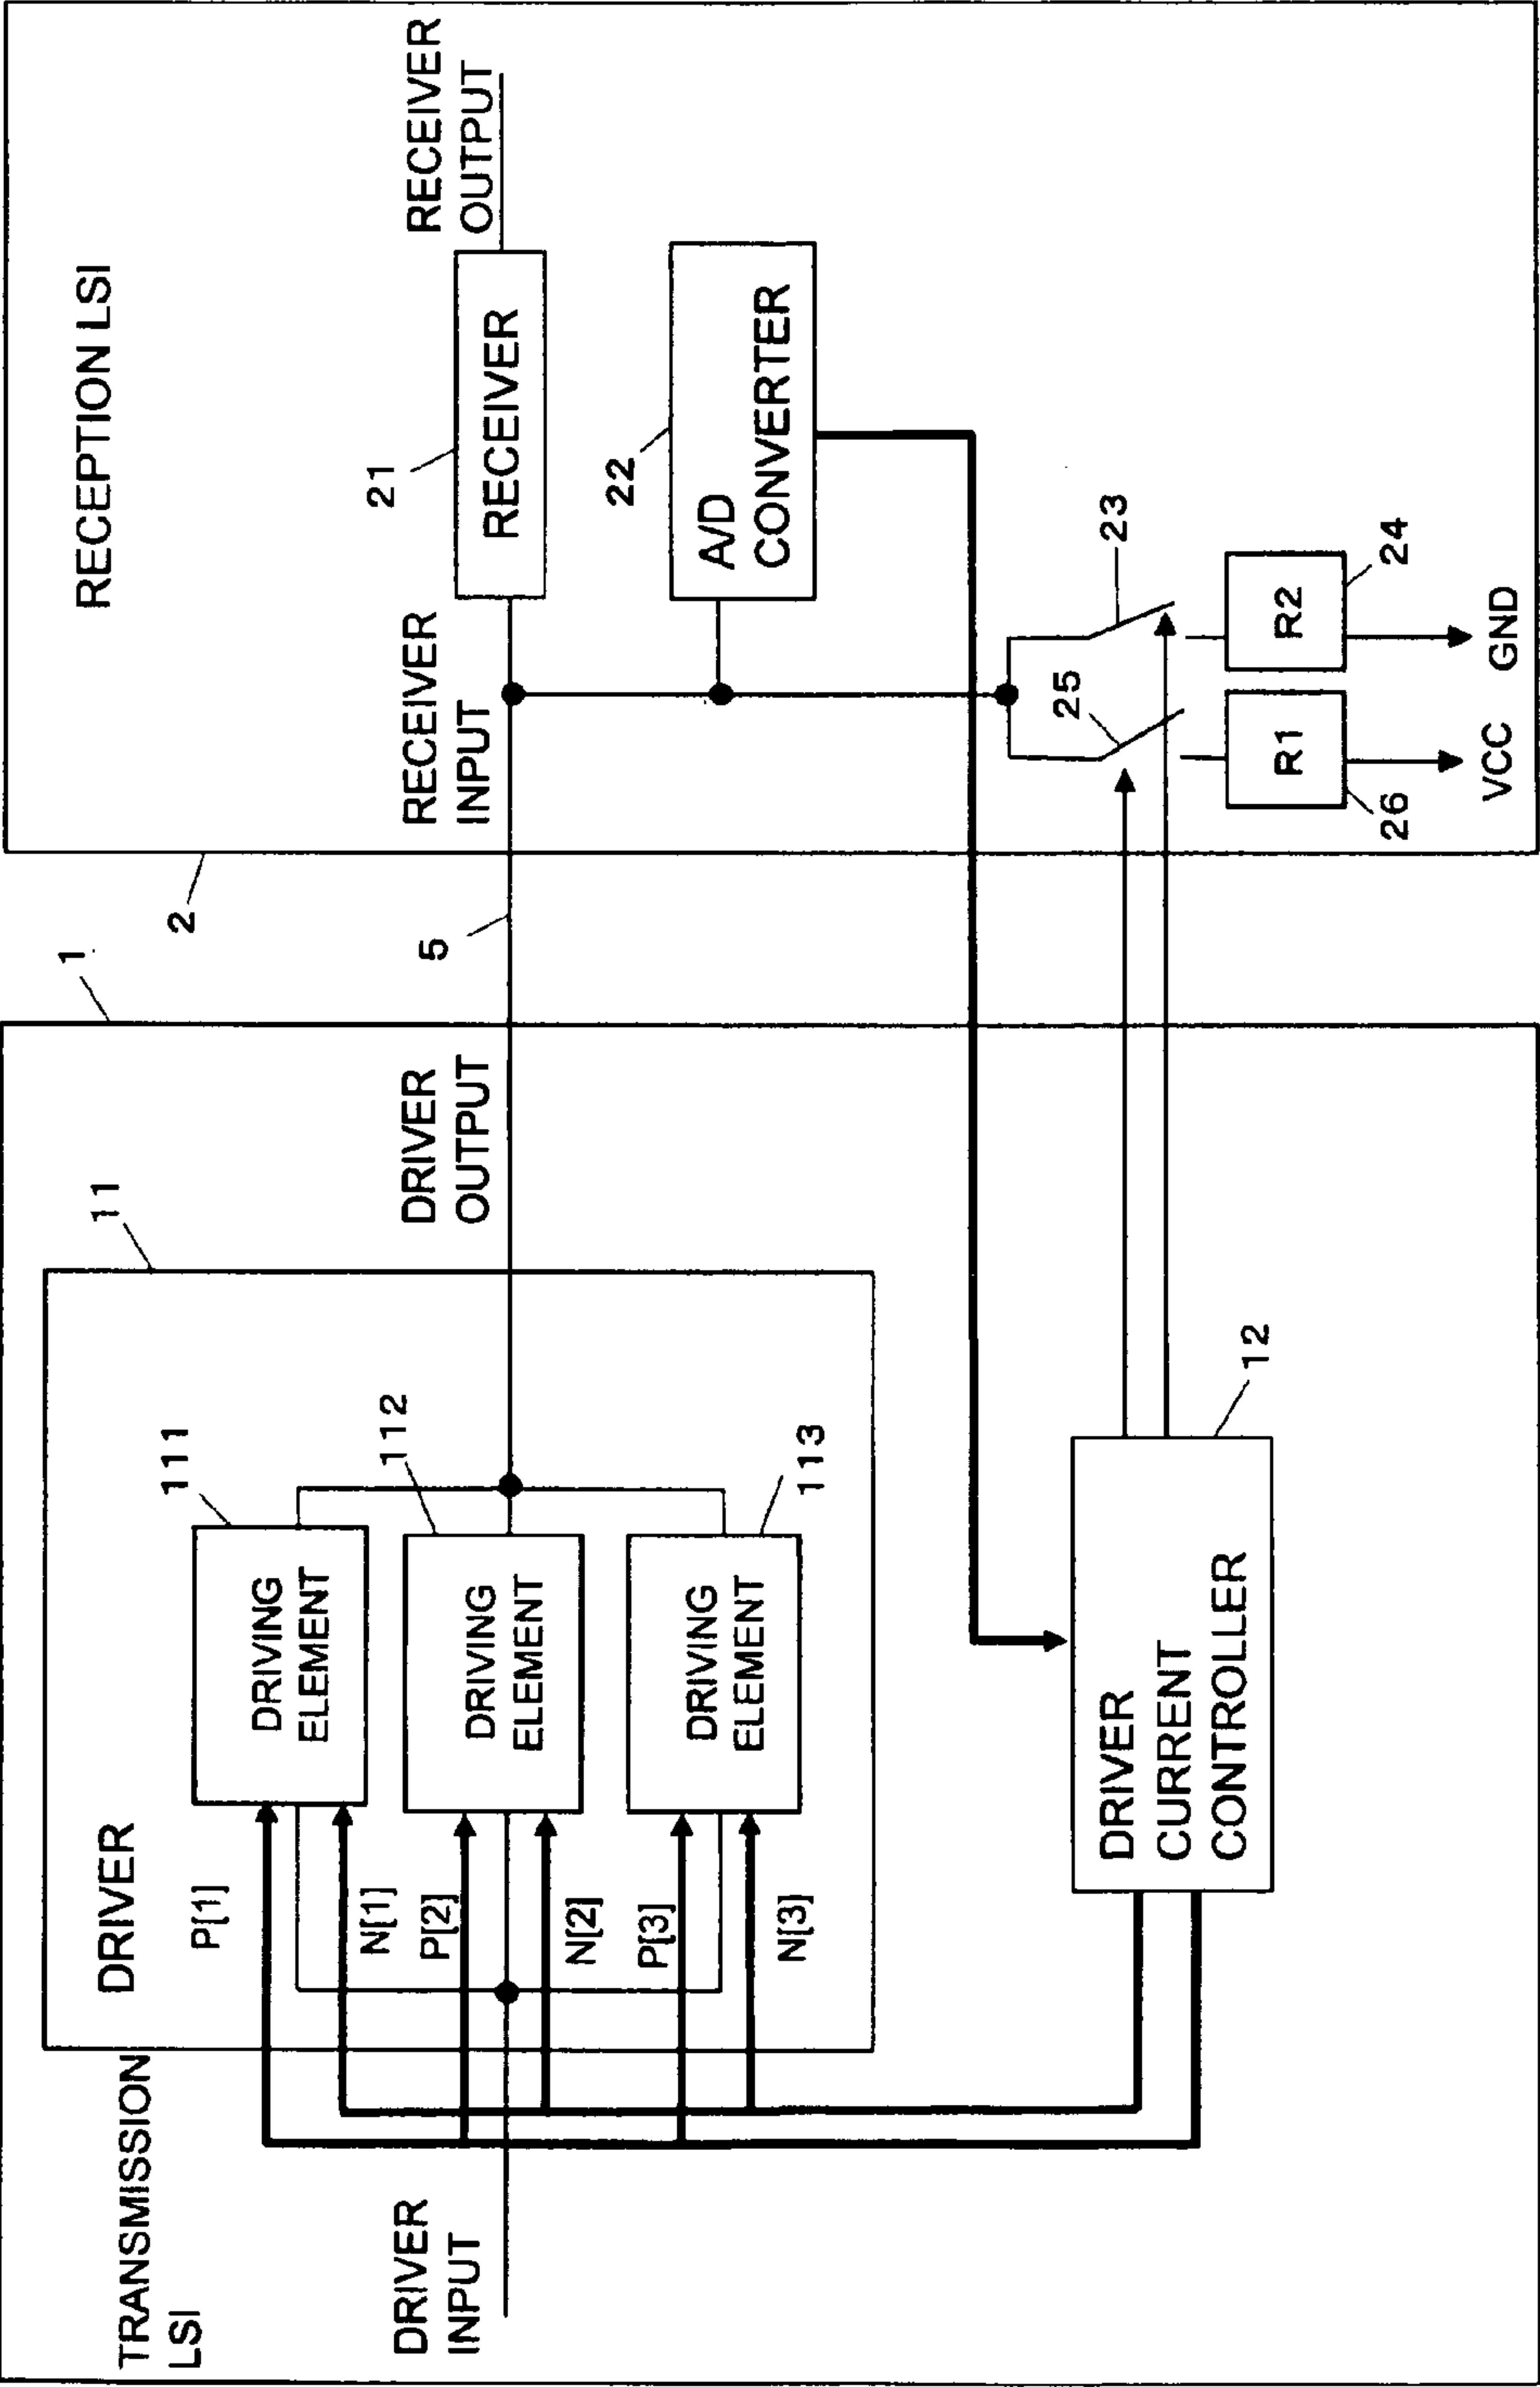 TRANSMISSION
LSI
1
DRIVER
11
P[1]
N[1]
DRIVING
ELEMENT
111
P[2]
N[2]
DRIVING
ELEMENT
112
P[3]
N[3]
DRIVING
ELEMENT
113
DRIVER
INPUT
DRIVER
OUTPUT
DRIVER
CURRENT
CONTROLLER
12
5
2
RECEPTION LSI
RECEIVER
INPUT
21
RECEIVER
RECEIVER
OUTPUT
22
A/D
CONVERTER
25
23
R1
26
VCC
R2
24
GND